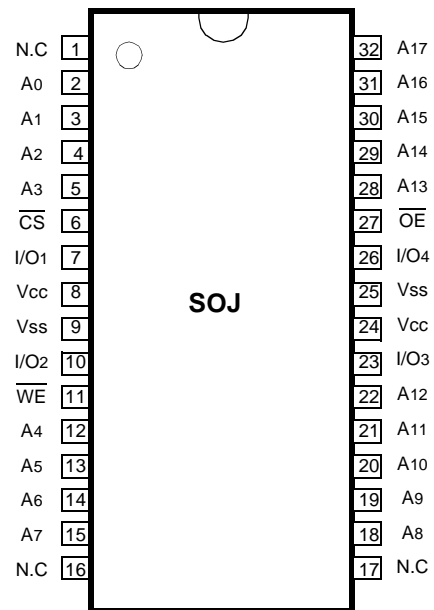 N.C 1 32 A17
A0 2 31 A16
A1 3 30 A15
A2 4 29 A14
A3 5 28 A13
C̅S̅ 6 27 O̅E̅
I/O1 7 26 I/O4
Vcc 8 25 Vss
SOJ
Vss 9 24 Vcc
I/O2 10 23 I/O3
W̅E̅ 11 22 A12
A4 12 21 A11
A5 13 20 A10
A6 14 19 A9
A7 15 18 A8
N.C 16 17 N.C